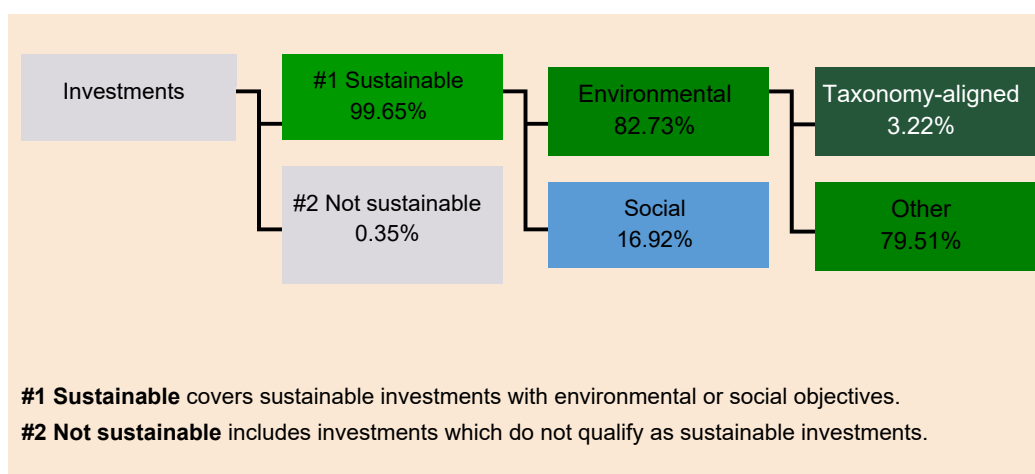 Investments
#1 Sustainable
99.65%
#2 Not sustainable
0.35%
Environmental
82.73%
Social
16.92%
Taxonomy-aligned
3.22%
Other
79.51%
#1 Sustainable covers sustainable investments with environmental or social objectives.
#2 Not sustainable includes investments which do not qualify as sustainable investments.